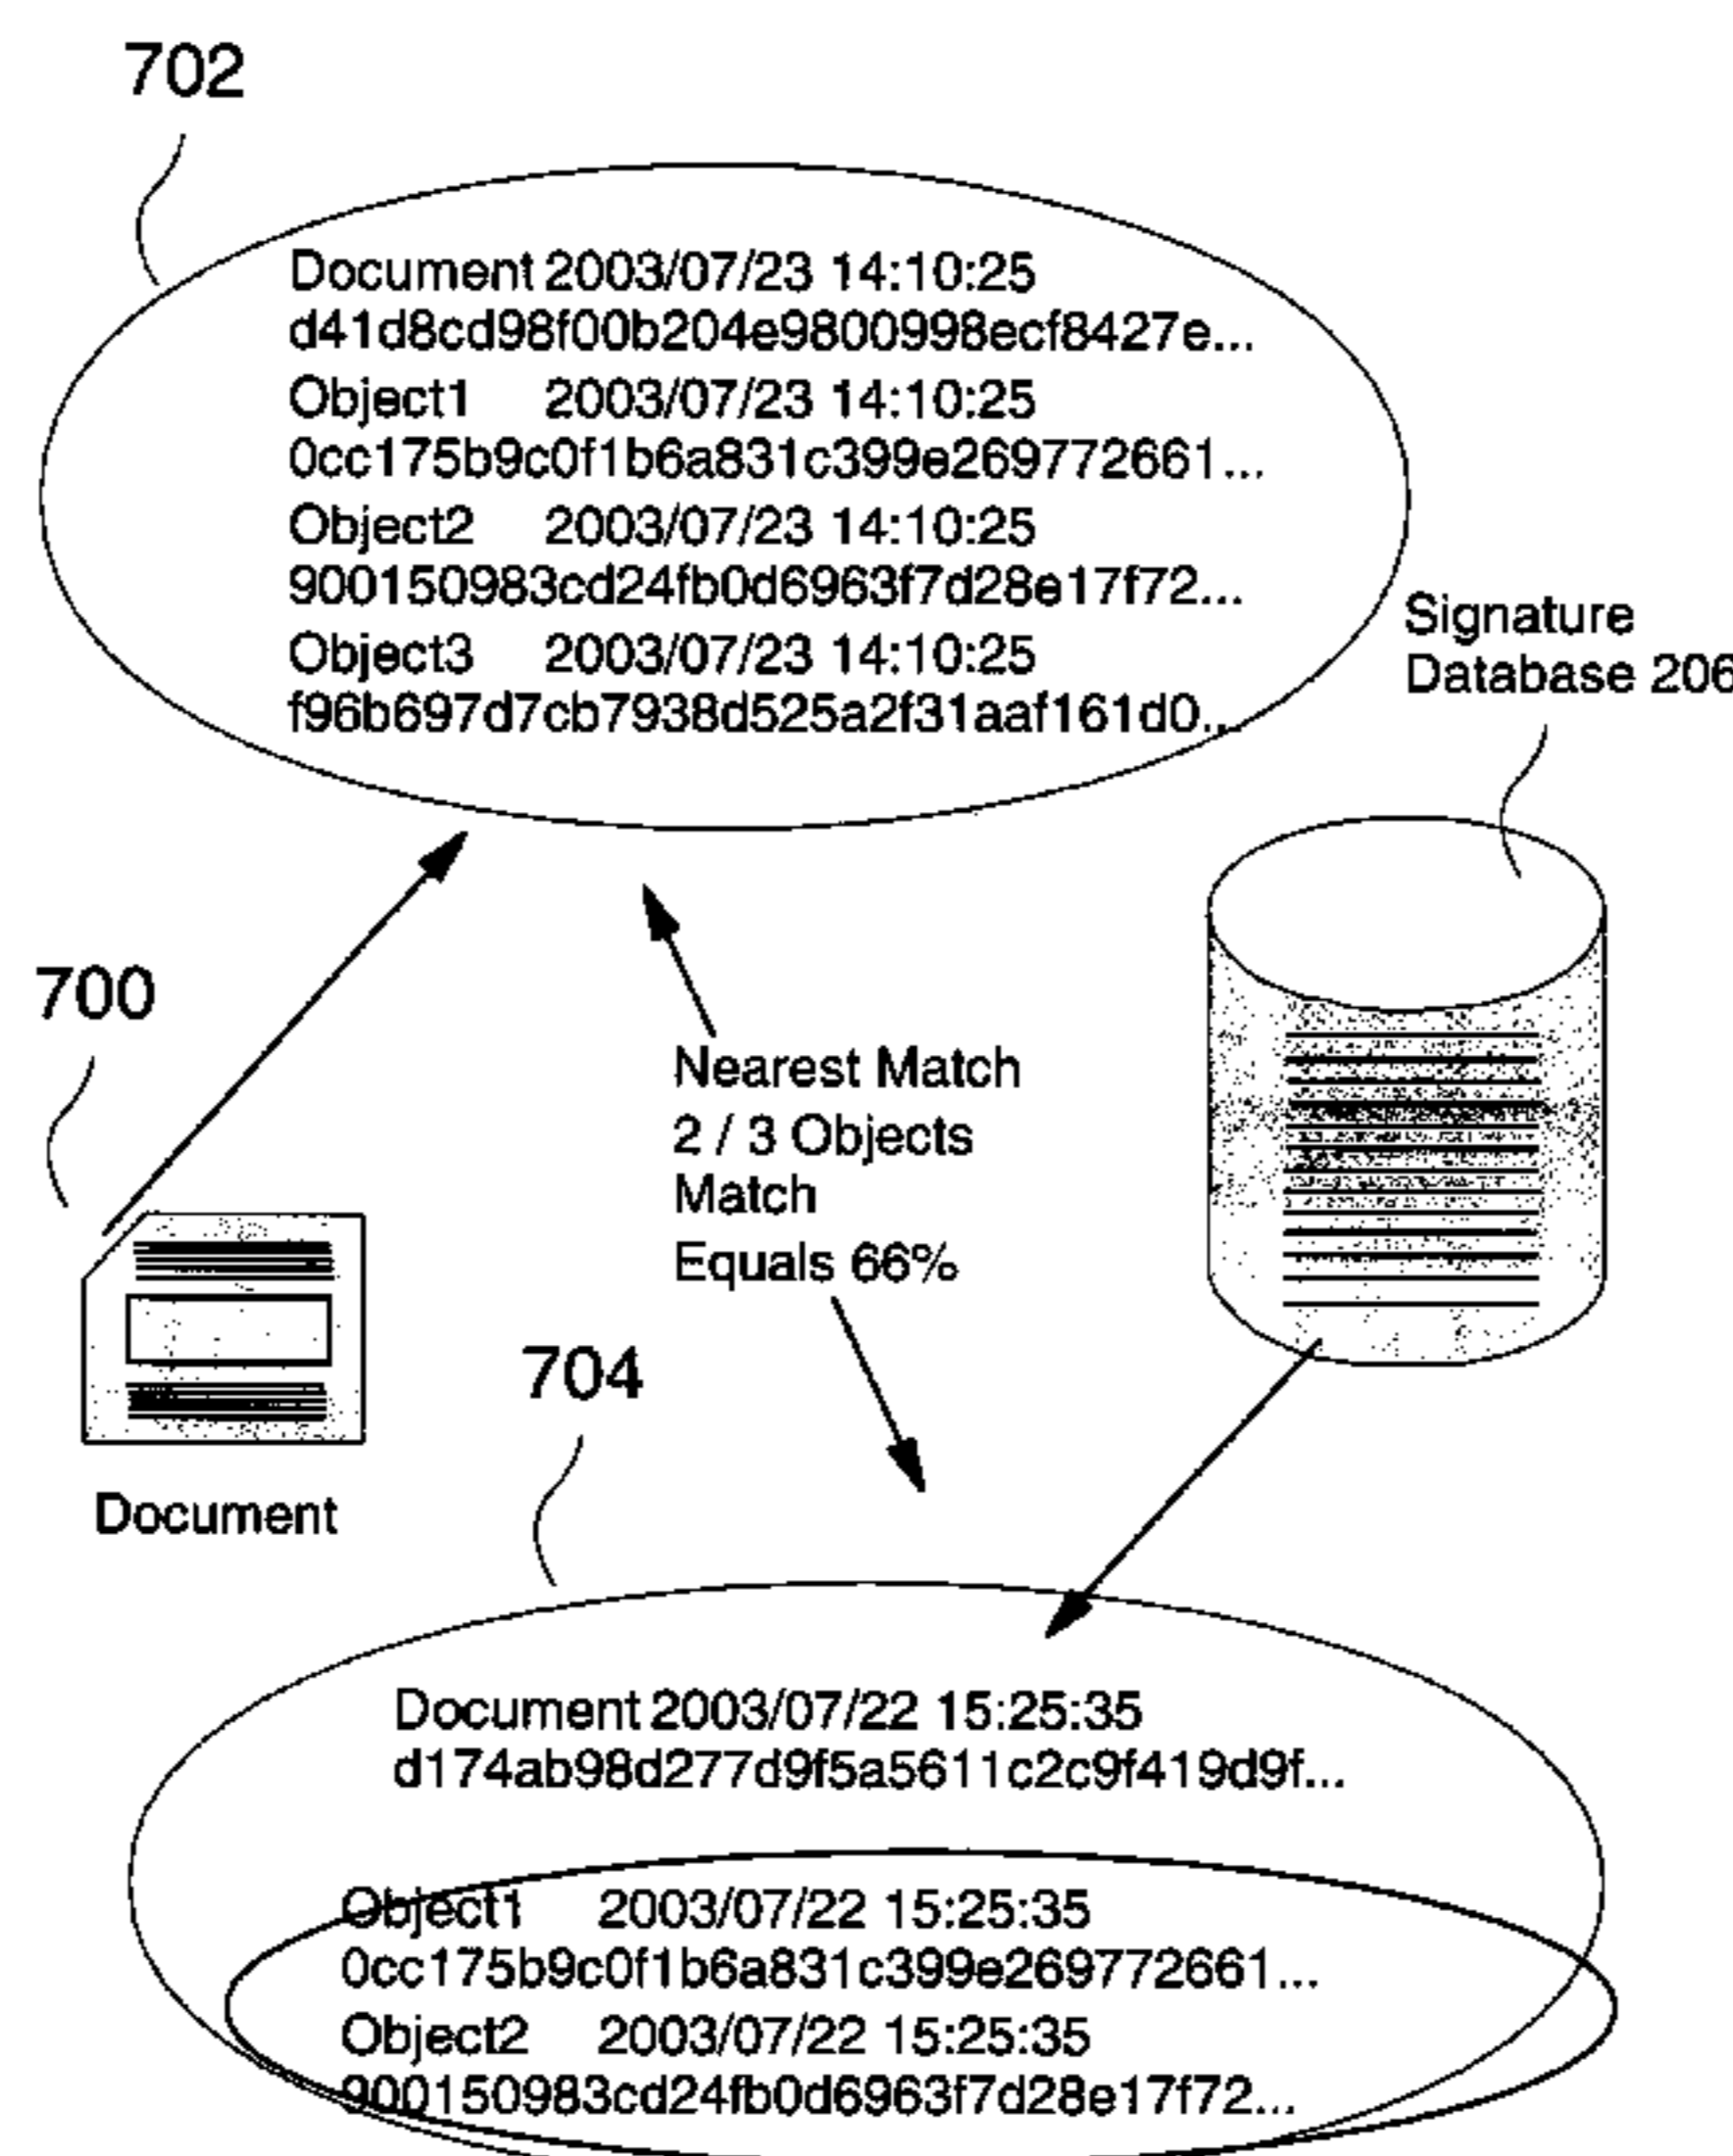 702
Document 2003/07/23 14:10:25
d41d8cd98f00b204e9800998ecf8427e...
Object1 2003/07/23 14:10:25
0cc175b9c0f1b6a831c399e269772661...
Object2 2003/07/23 14:10:25
900150983cd24fb0d6963f7d28e17f72...
Object3 2003/07/23 14:10:25
f96b697d7cb7938d525a2f31aaf161d0...
Signature
Database 206
700
Nearest Match
2 / 3 Objects
Match
Equals 66%
Document
704
Document 2003/07/22 15:25:35
d174ab98d277d9f5a5611c2c9f419d9f...
Object1 2003/07/22 15:25:35
0cc175b9c0f1b6a831c399e269772661...
Object2 2003/07/22 15:25:35
900150983cd24fb0d6963f7d28e17f72...